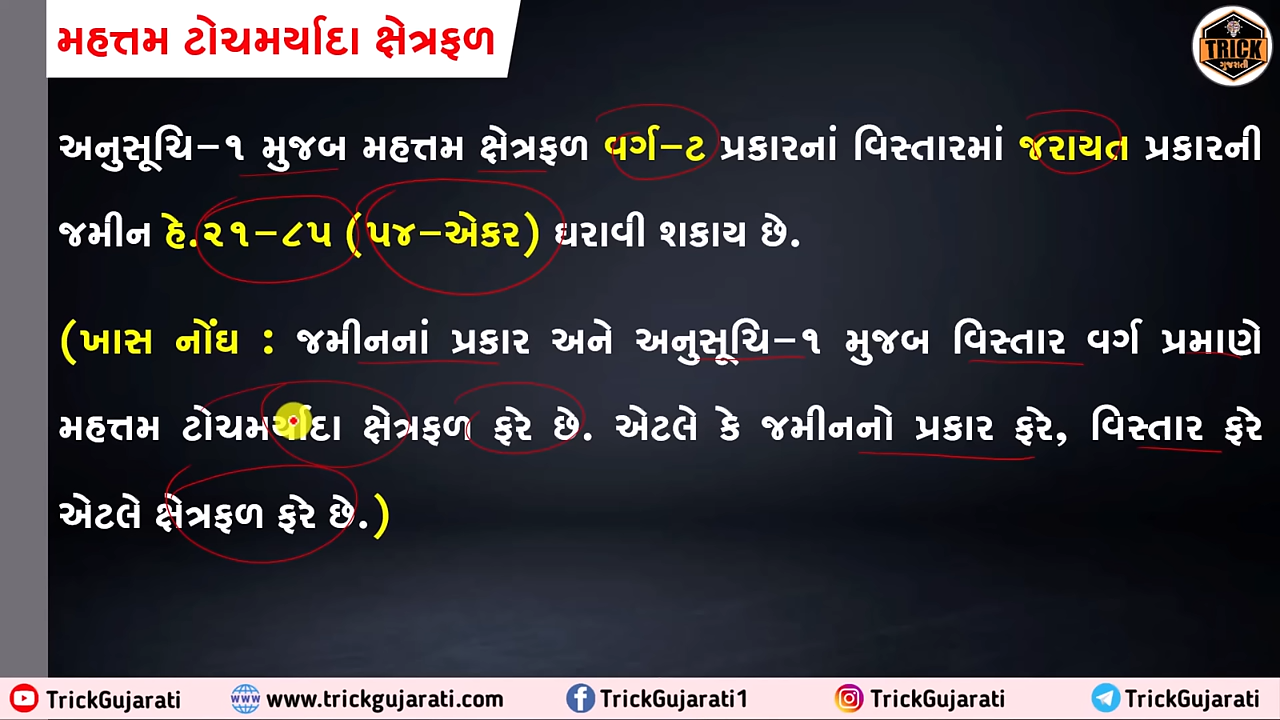 મહત્તમ ટોચમર્યાદા ક્ષેત્રફળ
TRICK
ગુજરાતી
અનુસૂચિ-૧ મુજબ મહત્તમ ક્ષેત્રફળ વર્ગ-ટ પ્રકારનાં વિસ્તારમાં જરાયત પ્રકારની
જમીન હે.૨૧-૮૫ (૫૪-એકર) ધરાવી શકાય છે.
(ખાસ નોંધ : જમીનનાં પ્રકાર અને અનુસૂચિ-૧ મુજબ વિસ્તાર વર્ગ પ્રમાણે
મહત્તમ ટોચમર્યાદા ક્ષેત્રફળ ફરે છે. એટલે કે જમીનનો પ્રકાર ફરે, વિસ્તાર ફરે
એટલે ક્ષેત્રફળ ફરે છે.)
TrickGujarati www.trickgujarati.com TrickGujarati1 TrickGujarati TrickGujarati